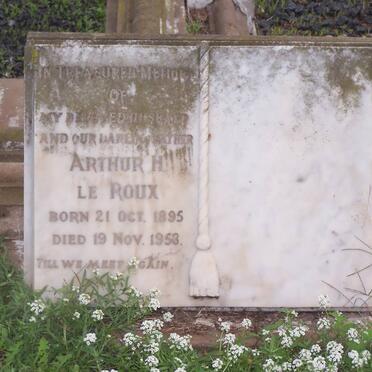 IN TREASURED MEMORY
OF
MY BELOVED HUSBAND
AND OUR DARLING FATHER
ARTHUR H.
LE ROUX
BORN 21 OCT. 1895
DIED 19 NOV. 1953.
TILL WE MEET AGAIN.